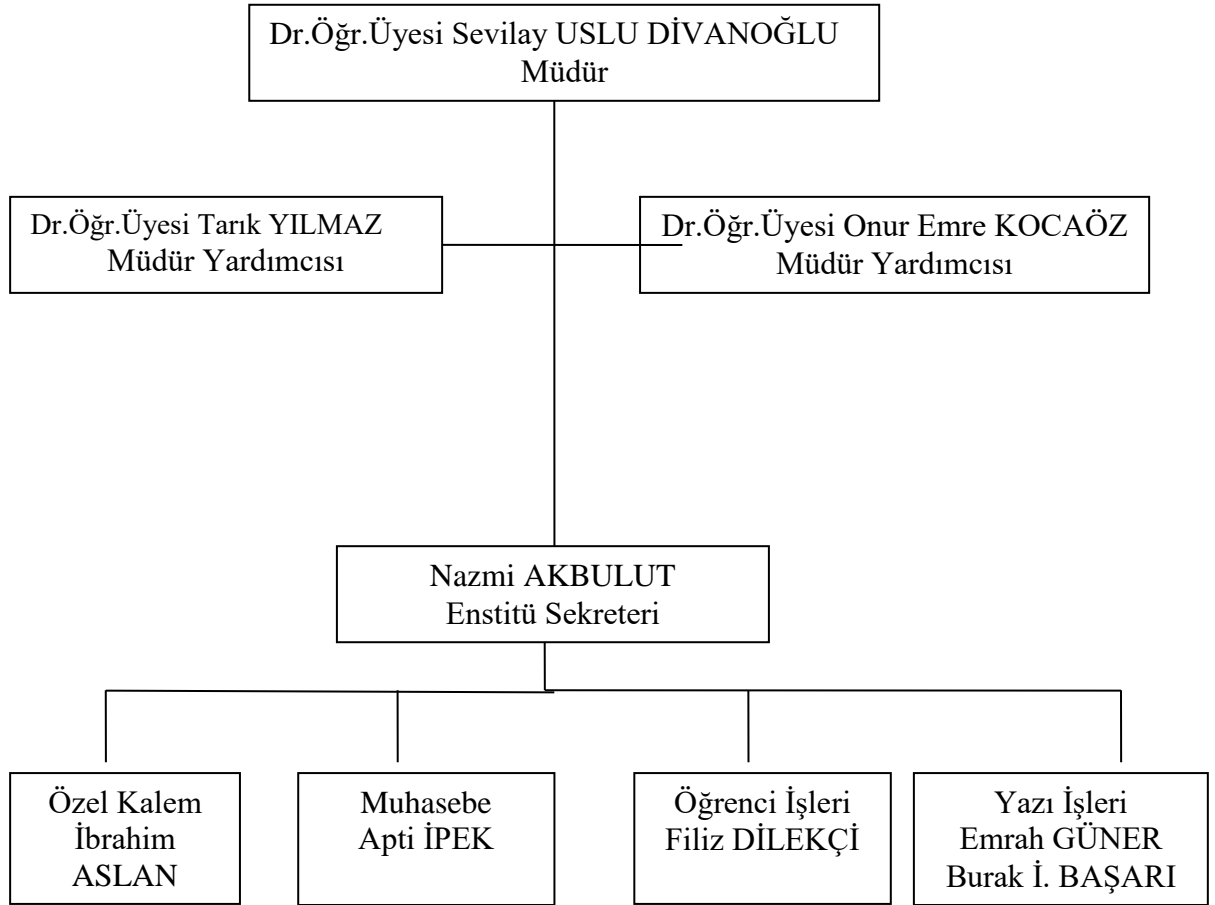 Dr.Öğr.Üyesi Sevilay USLU DİVANOĞLU
Müdür
Dr.Öğr.Üyesi Tarık YILMAZ
Müdür Yardımcısı
Dr.Öğr.Üyesi Onur Emre KOCAÖZ
Müdür Yardımcısı
Nazmi AKBULUT
Enstitü Sekreteri
Özel Kalem
İbrahim
ASLAN
Muhasebe
Apti İPEK
Öğrenci İşleri
Filiz DİLEKÇİ
Yazı İşleri
Emrah GÜNER
Burak İ. BAŞARI